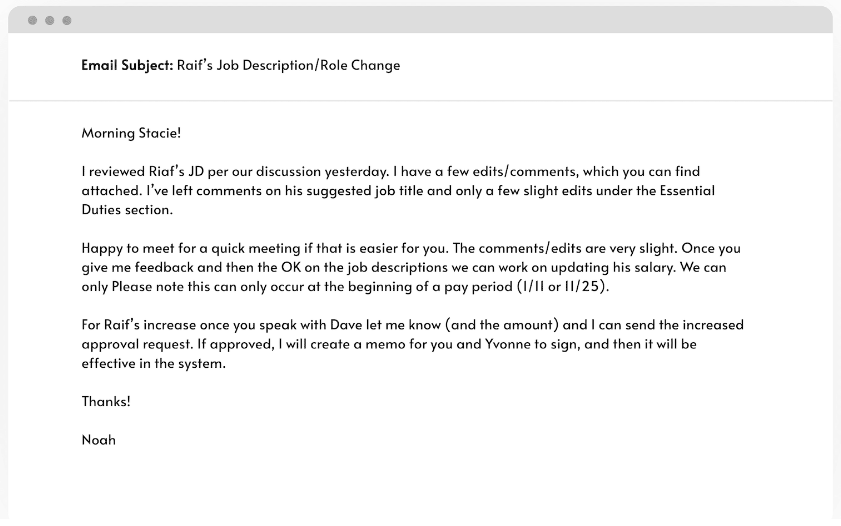 Email Subject: Raif's Job Description/Role Change
Morning Stacie!
I reviewed Riaf's JD per our discussion yesterday. I have a few edits/comments, which you can find
attached. I've left comments on his suggested job title and only a few slight edits under the Essential
Duties section.
Happy to meet for a quick meeting if that is easier for you. The comments/edits are very slight. Once you
give me feedback and then the OK on the job descriptions we can work on updating his salary. We can
only Please note this can only occur at the beginning of a pay period (1/11 or 11/25).
For Raif's increase once you speak with Dave let me know (and the amount) and I can send the increased
approval request. If approved, I will create a memo for you and Yvonne to sign, and then it will be
effective in the system.
Thanks!
Noah